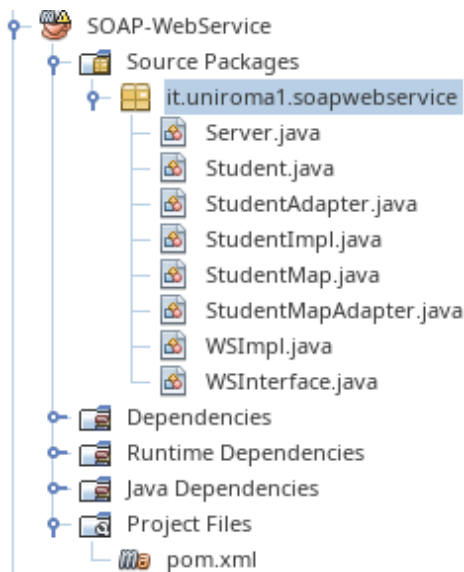 SOAP-WebService
Source Packages
it.uniroma1.soapwebservice
Server.java
Student.java
StudentAdapter.java
StudentImpl.java
StudentMap.java
StudentMapAdapter.java
WSImpl.java
WSInterface.java
Dependencies
Runtime Dependencies
Java Dependencies
Project Files
pom.xml